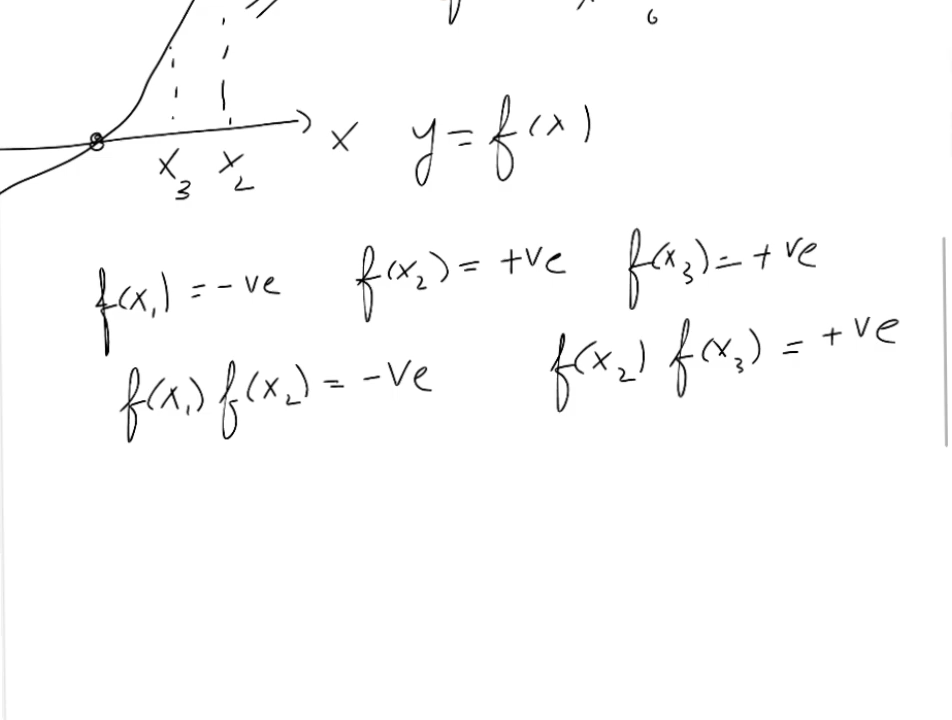 x₃ x₂ x y = f(x)
f(x₁) = -ve f(x₂) = +ve f(x₃) = +ve
f(x₁) f(x₂) = -ve f(x₂) f(x₃) = +ve